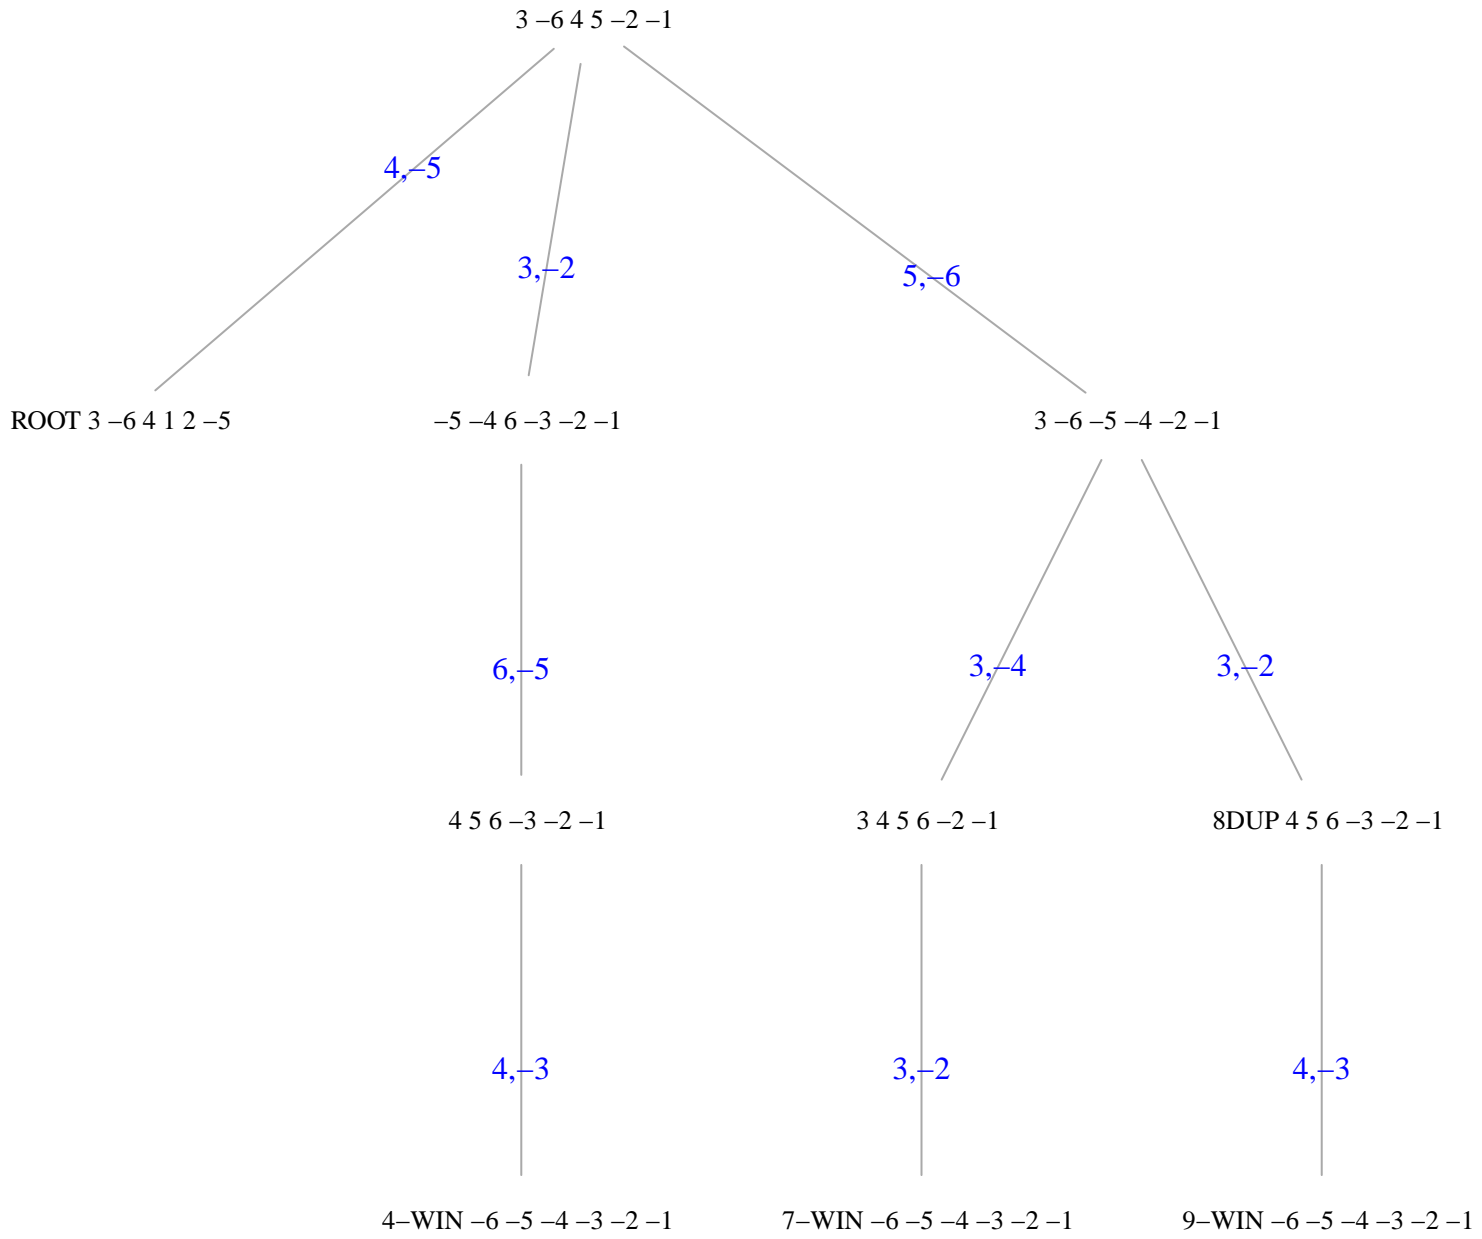 3 –6 4 5 –2 –1
4,–5
3,–2
5,–6
ROOT 3 –6 4 1 2 –5
–5 –4 6 –3 –2 –1
3 –6 –5 –4 –2 –1
6,–5
3,–4
3,–2
4 5 6 –3 –2 –1
3 4 5 6 –2 –1
8DUP 4 5 6 –3 –2 –1
4,–3
3,–2
4,–3
4–WIN –6 –5 –4 –3 –2 –1
7–WIN –6 –5 –4 –3 –2 –1
9–WIN –6 –5 –4 –3 –2 –1